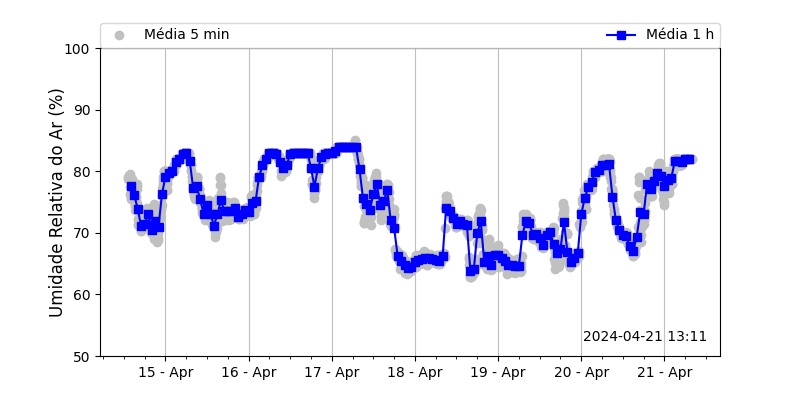 Média 5 min
Média 1 h
Umidade Relativa do Ar (%)
100
90
80
70
60
50
2024-04-21 13:11
15 - Apr
16 - Apr
17 - Apr
18 - Apr
19 - Apr
20 - Apr
21 - Apr